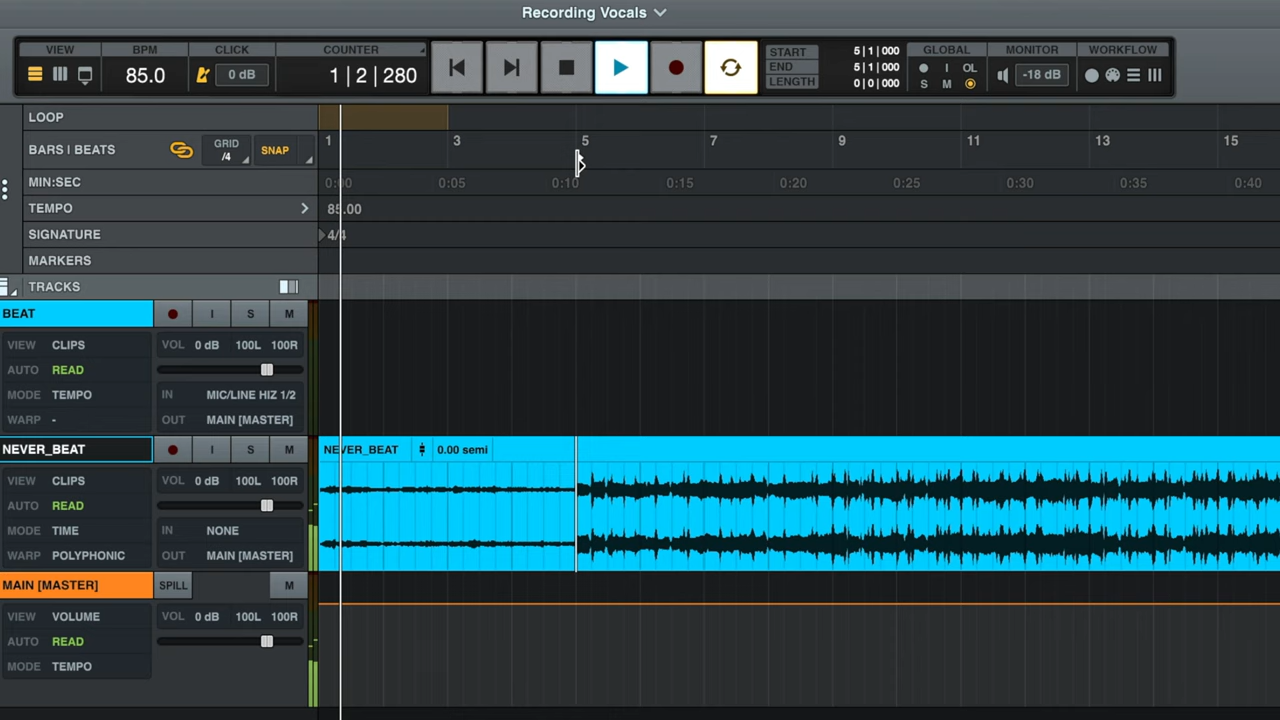 Recording Vocals
VIEW BPM CLICK COUNTER
85.0 0 dB 1 | 2 | 280
START 5 | 1 | 000
END 5 | 1 | 000
LENGTH 0 | 0 | 000
GLOBAL MONITOR WORKFLOW
I OL
S M
-18 dB
LOOP
BARS | BEATS GRID /4 SNAP
1 3 5 7 9 11 13 15
MIN:SEC
0:00 0:05 0:10 0:15 0:20 0:25 0:30 0:35 0:40
TEMPO 85.00
SIGNATURE 4/4
MARKERS
TRACKS
BEAT I S M
VIEW CLIPS VOL 0 dB 100L 100R
AUTO READ
MODE TEMPO IN MIC/LINE HIZ 1/2
WARP - OUT MAIN [MASTER]
NEVER_BEAT I S M
NEVER_BEAT 0.00 semi
VIEW CLIPS VOL 0 dB 100L 100R
AUTO READ
MODE TIME IN NONE
WARP POLYPHONIC OUT MAIN [MASTER]
MAIN [MASTER] SPILL M
VIEW VOLUME VOL 0 dB 100L 100R
AUTO READ
MODE TEMPO